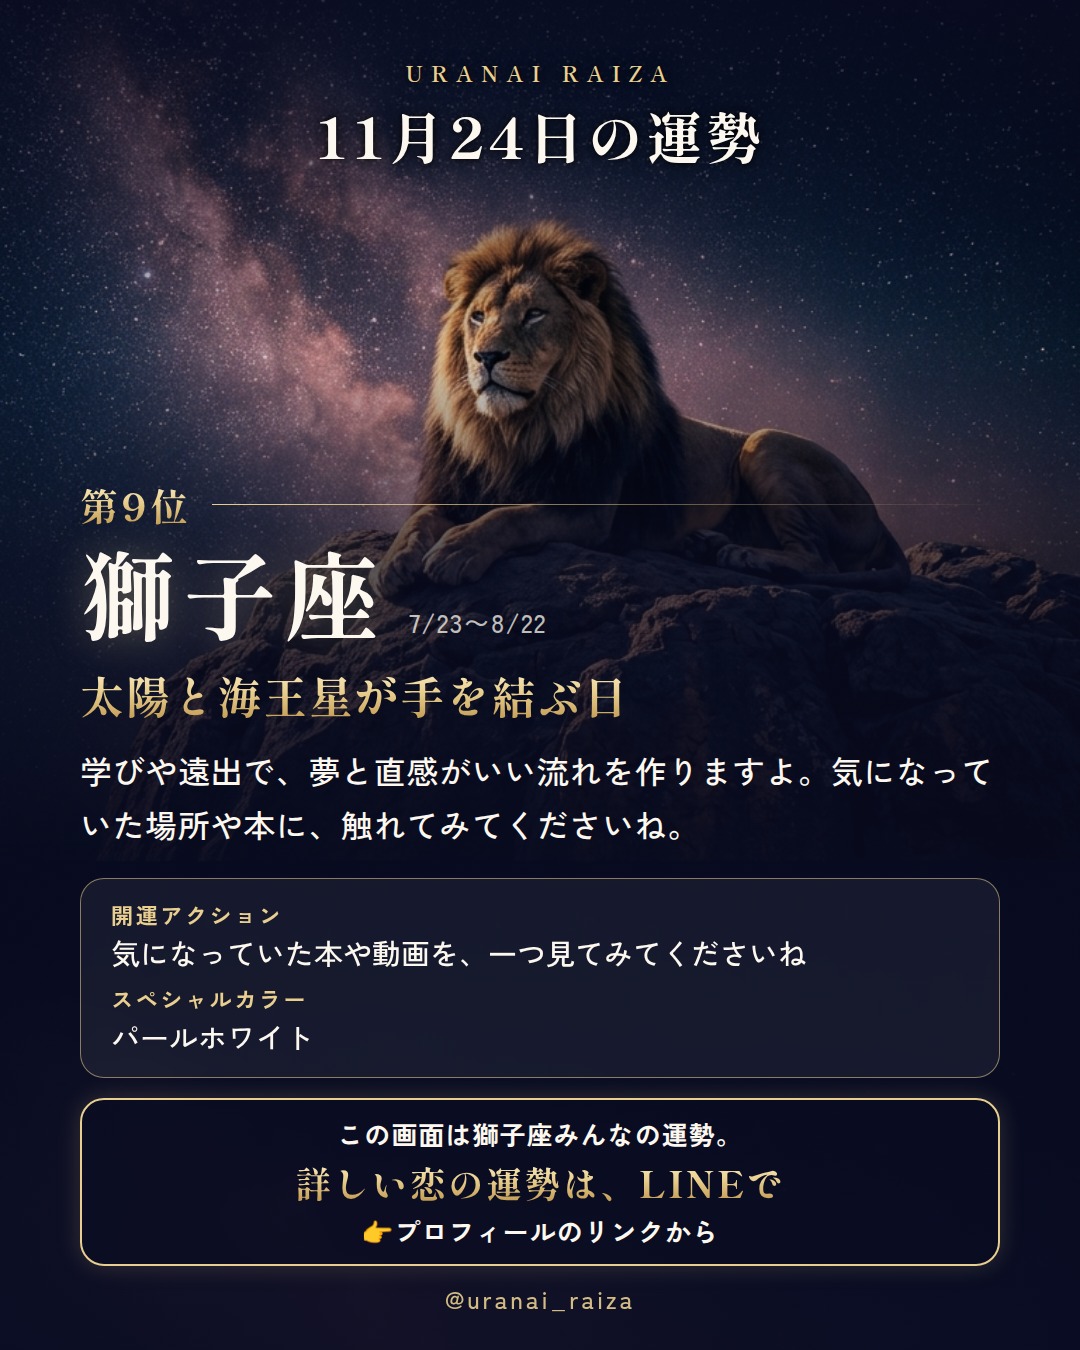 URANAI RAIZA
11月24日の運勢
第9位
獅子座 7/23〜8/22
太陽と海王星が手を結ぶ日
学びや遠出で、夢と直感がいい流れを作りますよ。気になって
いた場所や本に、触れてみてくださいね。
開運アクション
気になっていた本や動画を、一つ見てみてくださいね
スペシャルカラー
パールホワイト
この画面は獅子座みんなの運勢。
詳しい恋の運勢は、LINEで
👉プロフィールのリンクから
@uranai_raiza